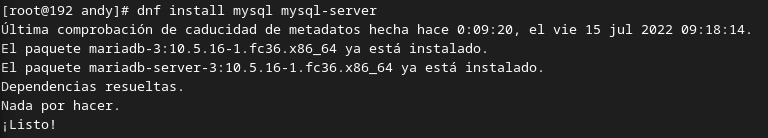 [root@192 andy]# dnf install mysql mysql-server
Última comprobación de caducidad de metadatos hecha hace 0:09:20, el vie 15 jul 2022 09:18:14.
El paquete mariadb-3:10.5.16-1.fc36.x86_64 ya está instalado.
El paquete mariadb-server-3:10.5.16-1.fc36.x86_64 ya está instalado.
Dependencias resueltas.
Nada por hacer.
¡Listo!